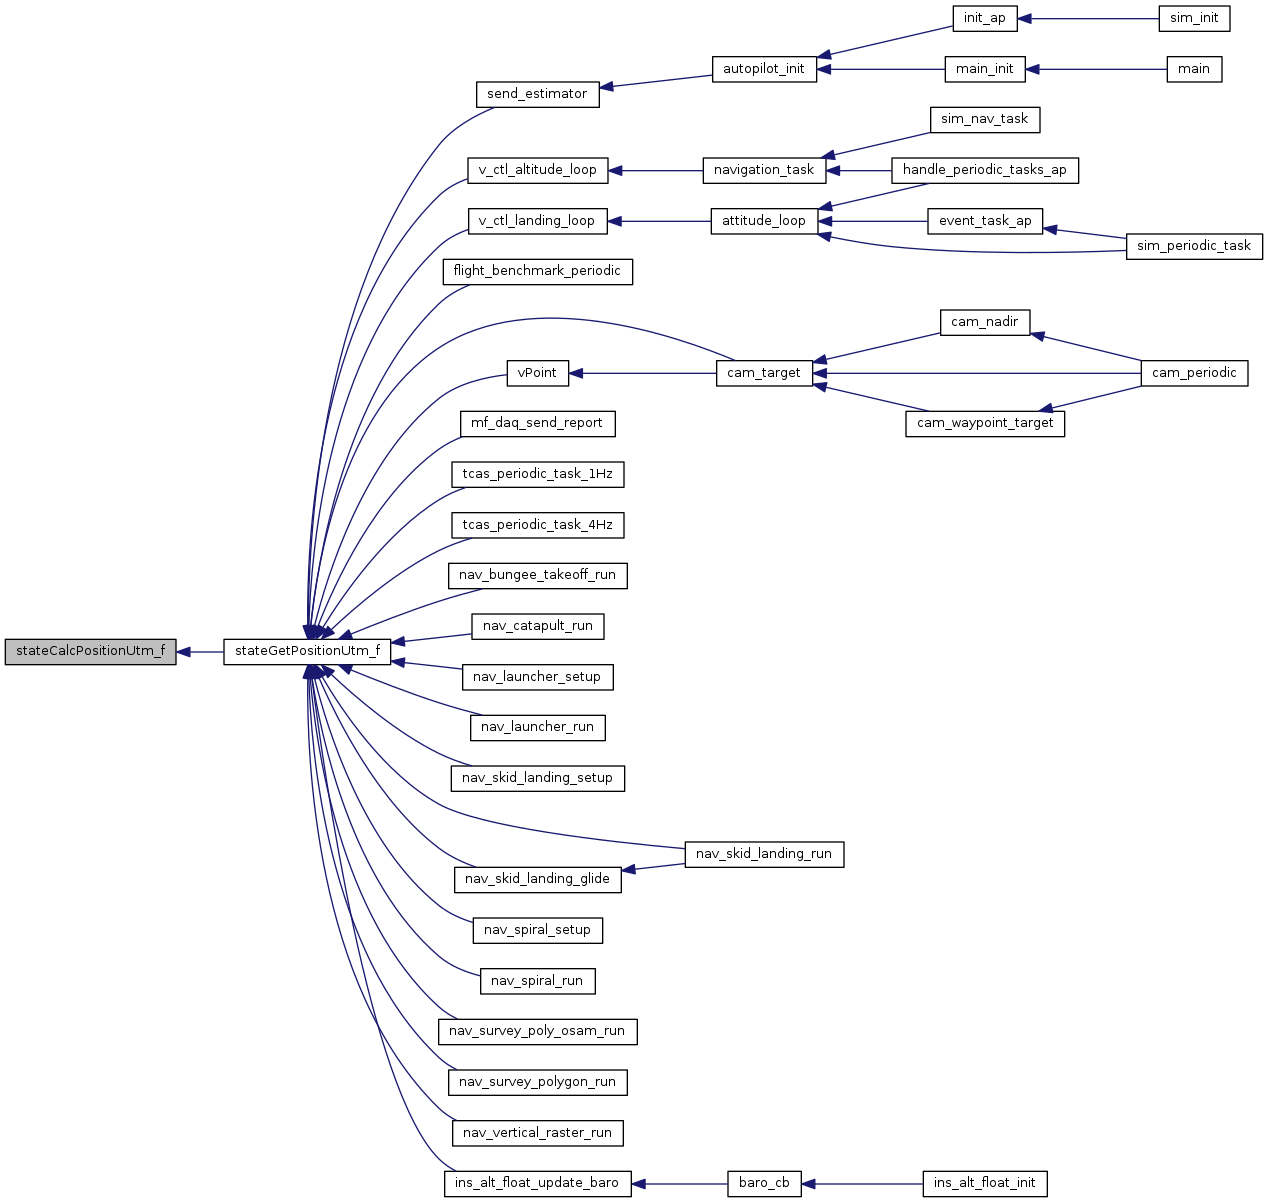 init_ap
sim_init
autopilot_init
main_init
main
send_estimator
sim_nav_task
v_ctl_altitude_loop
navigation_task
handle_periodic_tasks_ap
v_ctl_landing_loop
attitude_loop
event_task_ap
sim_periodic_task
flight_benchmark_periodic
cam_nadir
vPoint
cam_target
cam_periodic
mf_daq_send_report
cam_waypoint_target
tcas_periodic_task_1Hz
tcas_periodic_task_4Hz
nav_bungee_takeoff_run
nav_catapult_run
stateCalcPositionUtm_f
stateGetPositionUtm_f
nav_launcher_setup
nav_launcher_run
nav_skid_landing_setup
nav_skid_landing_run
nav_skid_landing_glide
nav_spiral_setup
nav_spiral_run
nav_survey_poly_osam_run
nav_survey_polygon_run
nav_vertical_raster_run
ins_alt_float_update_baro
baro_cb
ins_alt_float_init